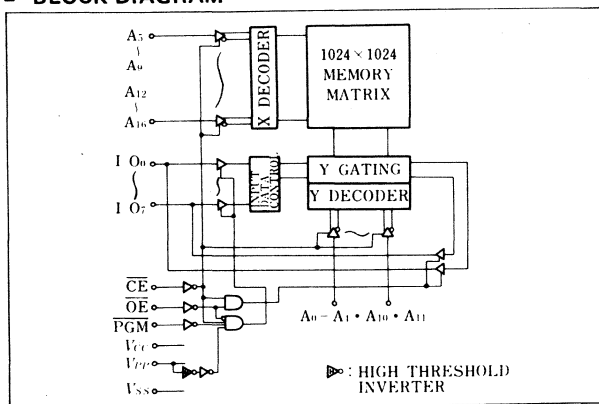 BLOCK DIAGRAM
A5
A9
A12
A16
X DECODER
1024×1024
MEMORY
MATRIX
I O0
I O7
INPUT
DATA
CONTROL
Y GATING
Y DECODER
CE
OE
PGM
VCC
VPP
VSS
A0 – A1 · A10 · A11
: HIGH THRESHOLD
INVERTER